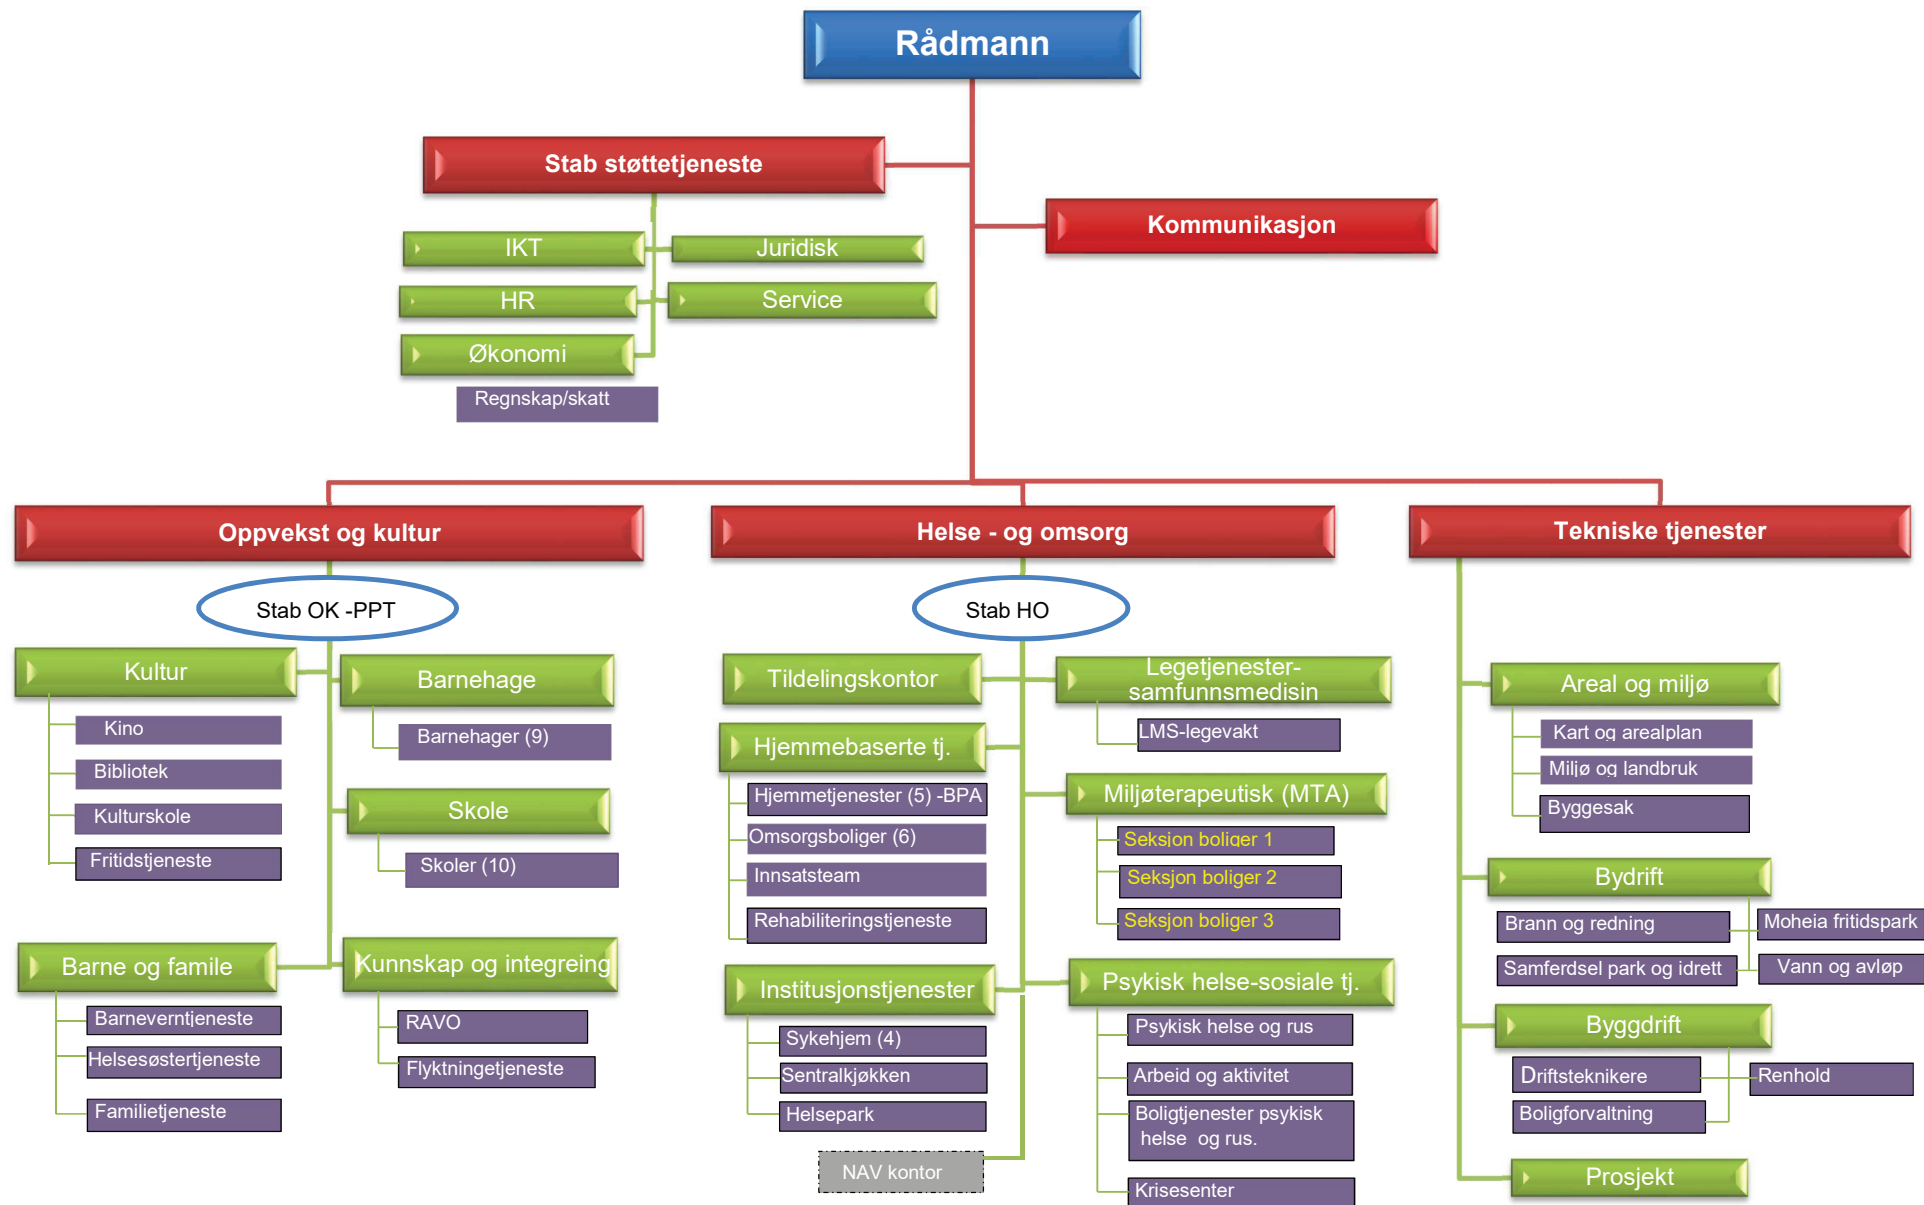 Rådmann
Stab støttetjeneste
Kommunikasjon
IKT
Juridisk
HR
Service
Økonomi
Regnskap/skatt
Oppvekst og kultur
Stab OK -PPT
Kultur
Kino
Bibliotek
Kulturskole
Fritidstjeneste
Barnehage
Barnehager (9)
Skole
Skoler (10)
Barne og famile
Barneverntjeneste
Helsesøstertjeneste
Familietjeneste
Kunnskap og integreing
RAVO
Flyktningetjeneste
Helse - og omsorg
Stab HO
Tildelingskontor
Legetjenester-
samfunnsmedisin
LMS-legevakt
Hjemmebaserte tj.
Hjemmetjenester (5) -BPA
Omsorgsboliger (6)
Innsatsteam
Rehabiliteringstjeneste
Miljøterapeutisk (MTA)
Seksjon boliger 1
Seksjon boliger 2
Seksjon boliger 3
Institusjonstjenester
Sykehjem (4)
Sentralkjøkken
Helsepark
NAV kontor
Psykisk helse-sosiale tj.
Psykisk helse og rus
Arbeid og aktivitet
Boligtjenester psykisk
helse og rus.
Krisesenter
Tekniske tjenester
Areal og miljø
Kart og arealplan
Miljø og landbruk
Byggesak
Bydrift
Brann og redning
Moheia fritidspark
Samferdsel park og idrett
Vann og avløp
Byggdrift
Driftsteknikere
Renhold
Boligforvaltning
Prosjekt